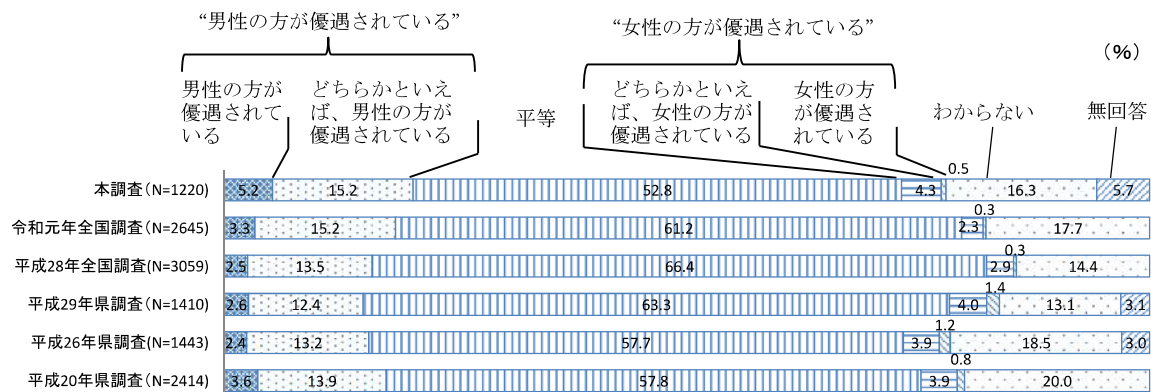 “男性の方が優遇されている”
“女性の方が優遇されている”
（%）
男性の方が
優遇されて
いる
どちらかといえ
ば、男性の方が
優遇されている
平等
どちらかといえ
ば、女性の方が
優遇されている
女性の方
が優遇さ
れている
わからない
無回答
0.5
本調査（N=1220) 5.2 15.2 52.8 4.3 16.3 5.7
0.3
令和元年全国調査（N=2645) 3.3 15.2 61.2 2.3 17.7
0.3
平成28年全国調査(N=3059) 2.5 13.5 66.4 2.9 14.4
1.4
平成29年県調査（N=1410) 2.6 12.4 63.3 4.0 13.1 3.1
1.2
平成26年県調査(N=1443) 2.4 13.2 57.7 3.9 18.5 3.0
0.8
平成20年県調査（N=2414) 3.6 13.9 57.8 3.9 20.0